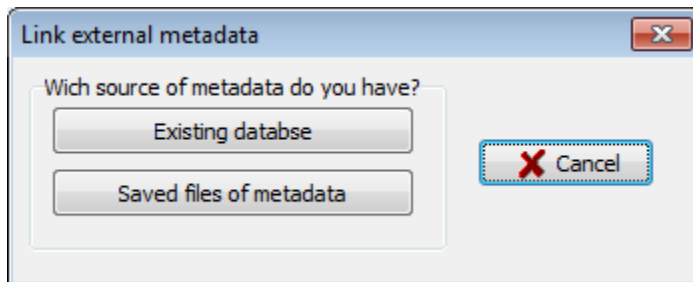 Link external metadata
Wich source of metadata do you have?
Existing databse
Cancel
Saved files of metadata